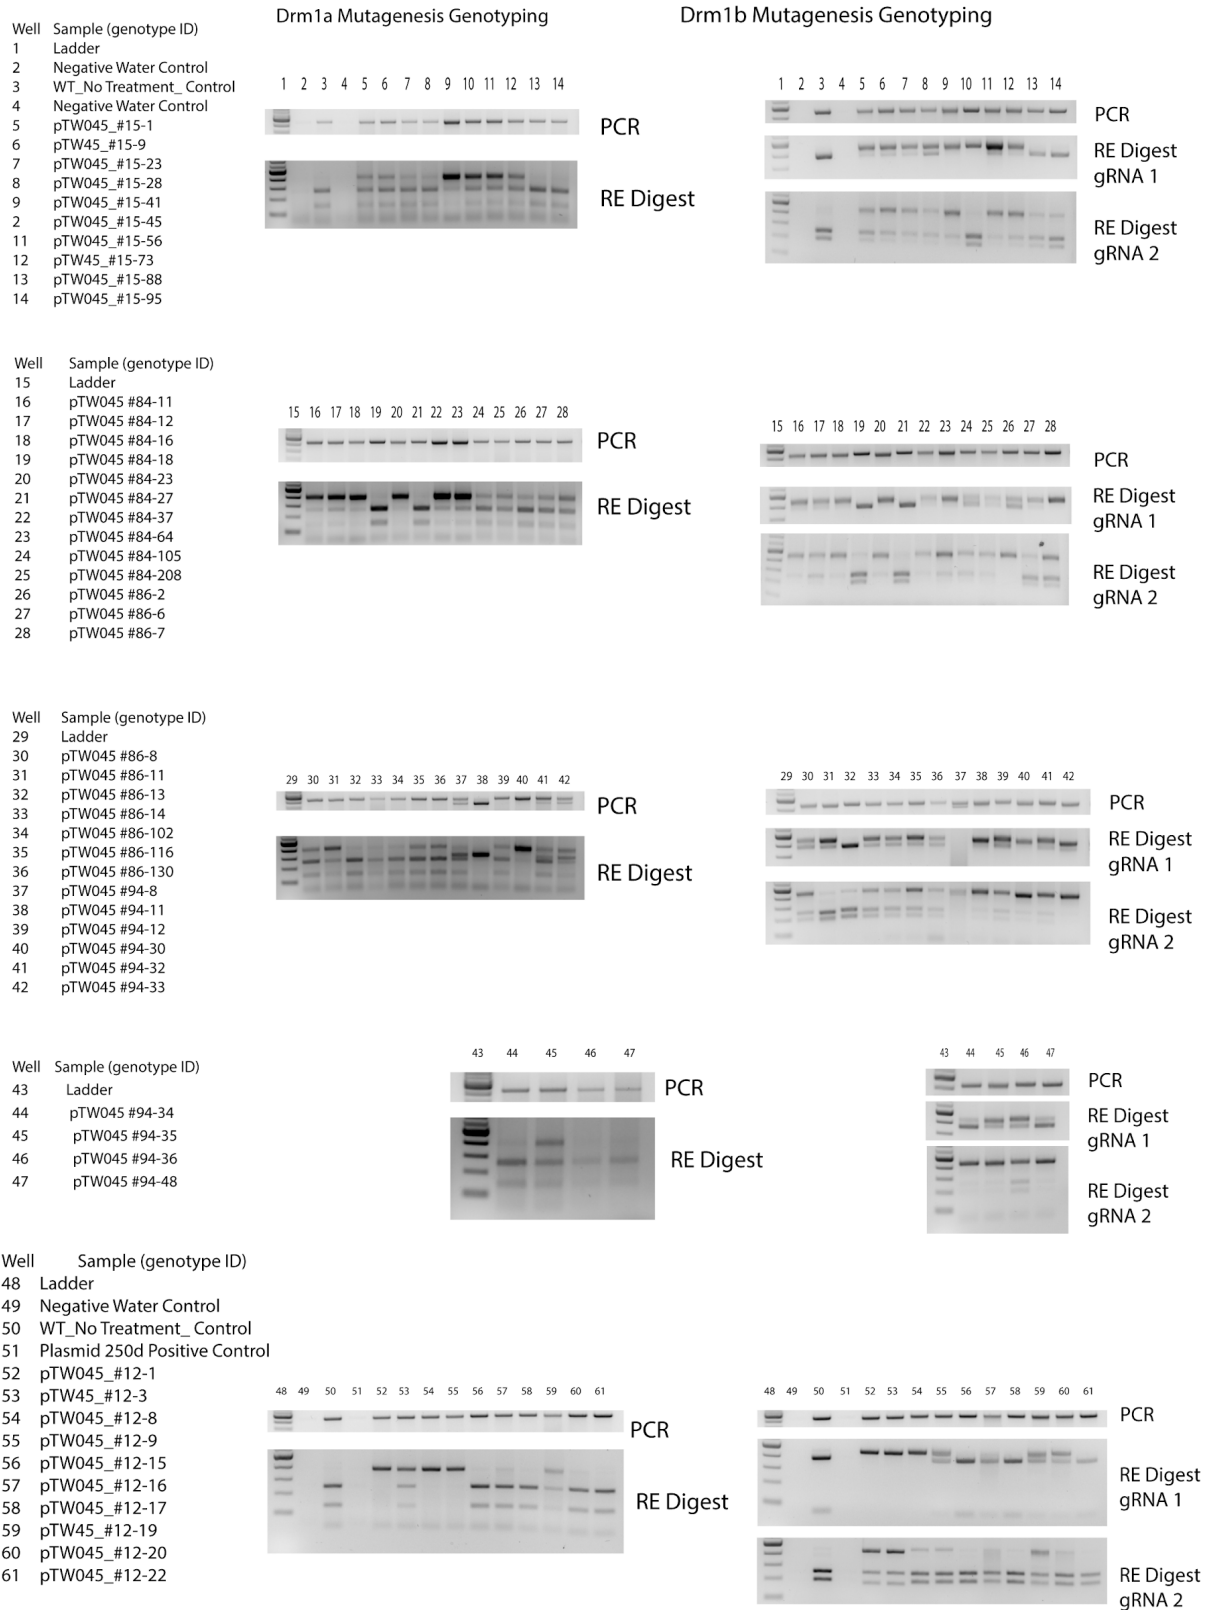 Drm1a Mutagenesis Genotyping
Drm1b Mutagenesis Genotyping
Well Sample (genotype ID)
1 Ladder
2 Negative Water Control
3 WT_No Treatment_ Control
4 Negative Water Control
5 pTW045_#15-1
6 pTW45_#15-9
7 pTW045_#15-23
8 pTW045_#15-28
9 pTW045_#15-41
2 pTW045_#15-45
11 pTW045_#15-56
12 pTW45_#15-73
13 pTW045_#15-88
14 pTW045_#15-95
1 2 3 4 5 6 7 8 9 10 11 12 13 14
PCR
RE Digest
1 2 3 4 5 6 7 8 9 10 11 12 13 14
PCR
RE Digest
gRNA 1
RE Digest
gRNA 2
Well Sample (genotype ID)
15 Ladder
16 pTW045 #84-11
17 pTW045 #84-12
18 pTW045 #84-16
19 pTW045 #84-18
20 pTW045 #84-23
21 pTW045 #84-27
22 pTW045 #84-37
23 pTW045 #84-64
24 pTW045 #84-105
25 pTW045 #84-208
26 pTW045 #86-2
27 pTW045 #86-6
28 pTW045 #86-7
15 16 17 18 19 20 21 22 23 24 25 26 27 28
PCR
RE Digest
15 16 17 18 19 20 21 22 23 24 25 26 27 28
PCR
RE Digest
gRNA 1
RE Digest
gRNA 2
Well Sample (genotype ID)
29 Ladder
30 pTW045 #86-8
31 pTW045 #86-11
32 pTW045 #86-13
33 pTW045 #86-14
34 pTW045 #86-102
35 pTW045 #86-116
36 pTW045 #86-130
37 pTW045 #94-8
38 pTW045 #94-11
39 pTW045 #94-12
40 pTW045 #94-30
41 pTW045 #94-32
42 pTW045 #94-33
29 30 31 32 33 34 35 36 37 38 39 40 41 42
PCR
RE Digest
29 30 31 32 33 34 35 36 37 38 39 40 41 42
PCR
RE Digest
gRNA 1
RE Digest
gRNA 2
Well Sample (genotype ID)
43 Ladder
44 pTW045 #94-34
45 pTW045 #94-35
46 pTW045 #94-36
47 pTW045 #94-48
43 44 45 46 47
PCR
RE Digest
43 44 45 46 47
PCR
RE Digest
gRNA 1
RE Digest
gRNA 2
Well Sample (genotype ID)
48 Ladder
49 Negative Water Control
50 WT_No Treatment_ Control
51 Plasmid 250d Positive Control
52 pTW045_#12-1
53 pTW45_#12-3
54 pTW045_#12-8
55 pTW045_#12-9
56 pTW045_#12-15
57 pTW045_#12-16
58 pTW045_#12-17
59 pTW45_#12-19
60 pTW045_#12-20
61 pTW045_#12-22
48 49 50 51 52 53 54 55 56 57 58 59 60 61
PCR
RE Digest
48 49 50 51 52 53 54 55 56 57 58 59 60 61
PCR
RE Digest
gRNA 1
RE Digest
gRNA 2